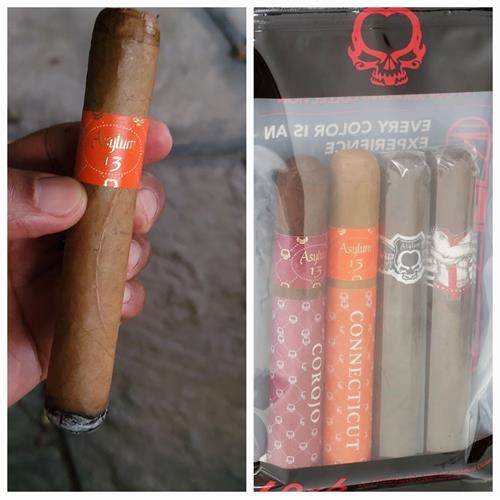 Asylum
13
EVERY COLOR IS AN
EXPERIENCE
Asylum
13
COROJO
Asylum
13
CONNECTICUT
Asylum